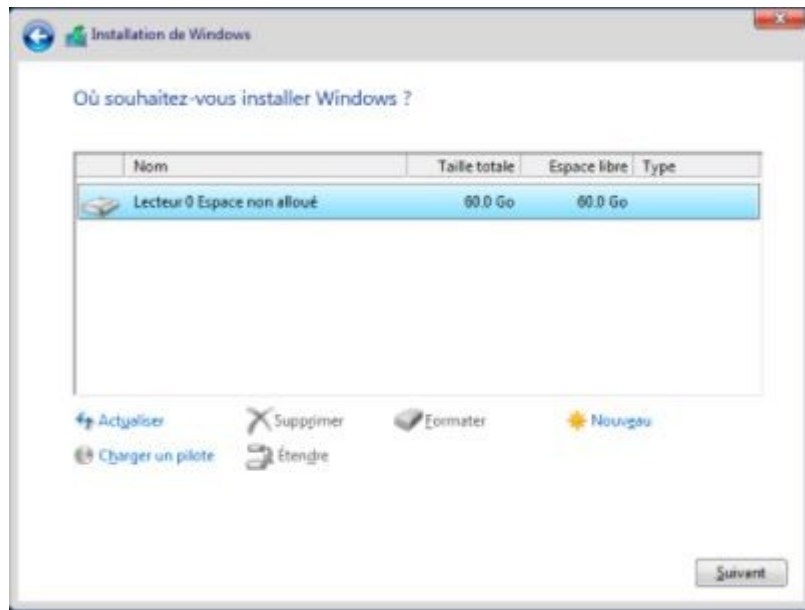 Installation de Windows
Où souhaitez-vous installer Windows ?
Nom Taille totale Espace libre Type
Lecteur 0 Espace non alloué 60.0 Go 60.0 Go
Actualiser Supprimer Formater Nouveau
Charger un pilote Étendre
Suivant